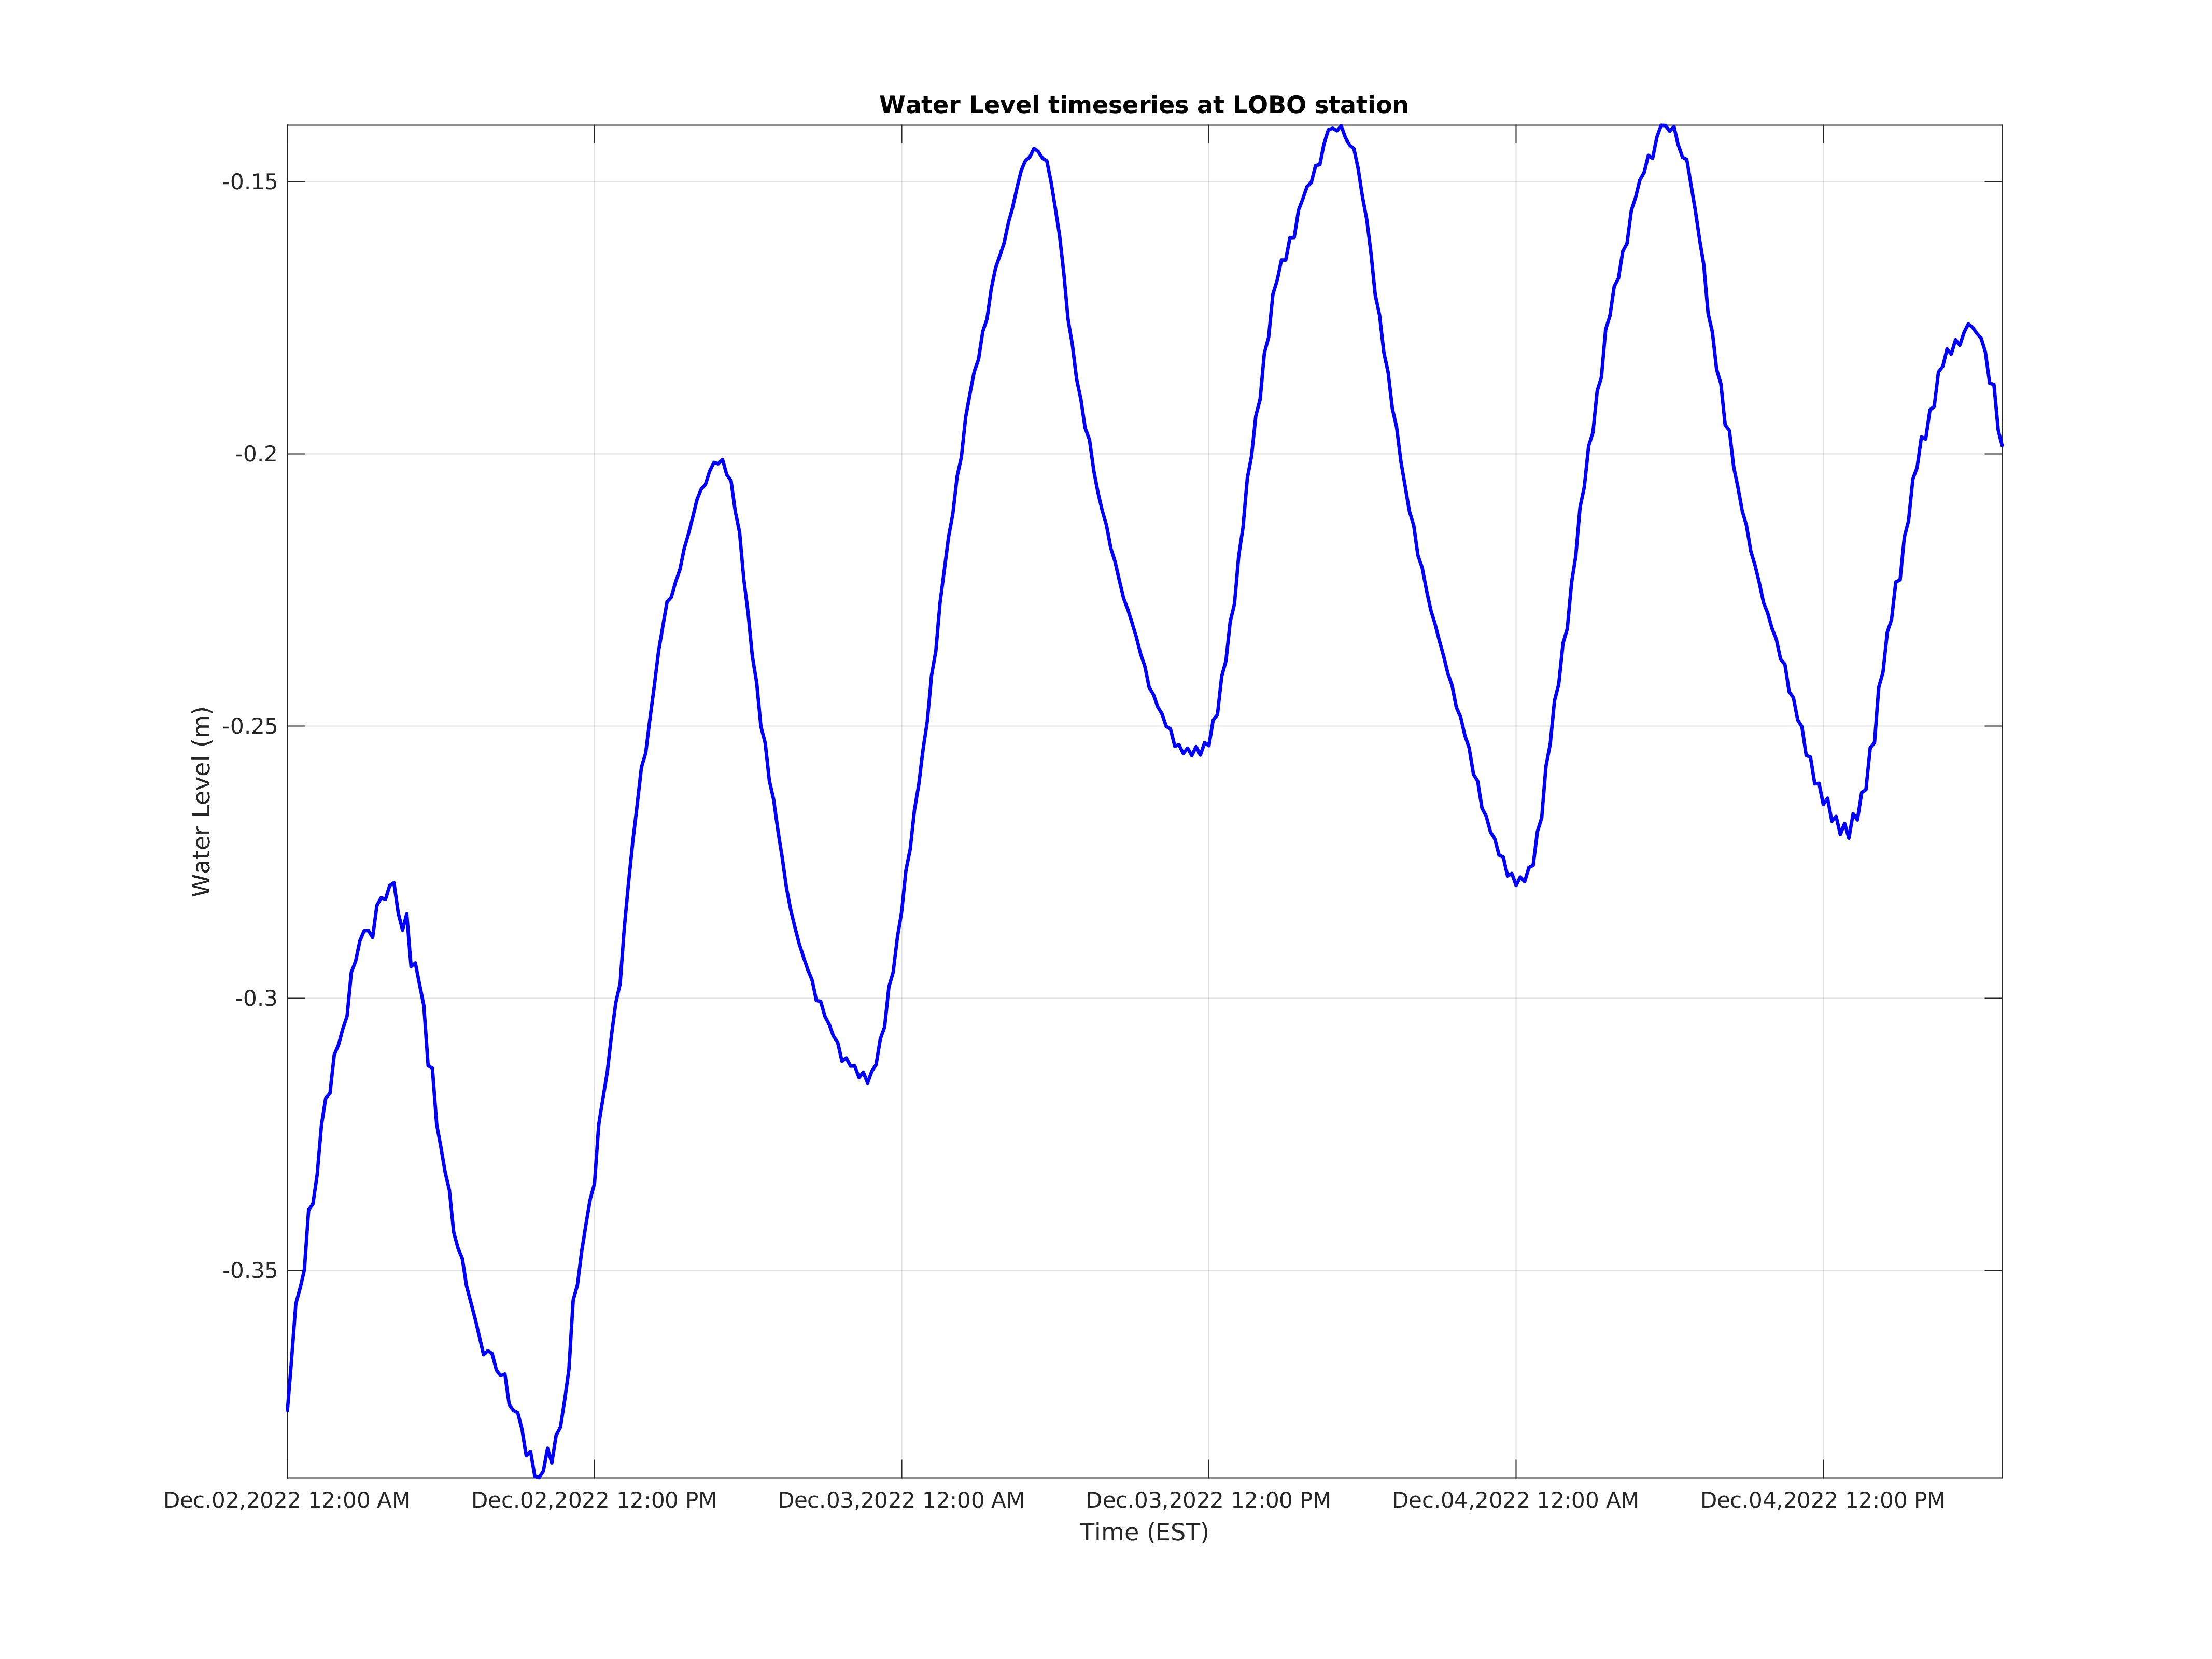 Water Level timeseries at LOBO station
-0.15
-0.2
-0.25
-0.3
-0.35
Water Level (m)
Dec.02,2022 12:00 AM
Dec.02,2022 12:00 PM
Dec.03,2022 12:00 AM
Dec.03,2022 12:00 PM
Dec.04,2022 12:00 AM
Dec.04,2022 12:00 PM
Time (EST)